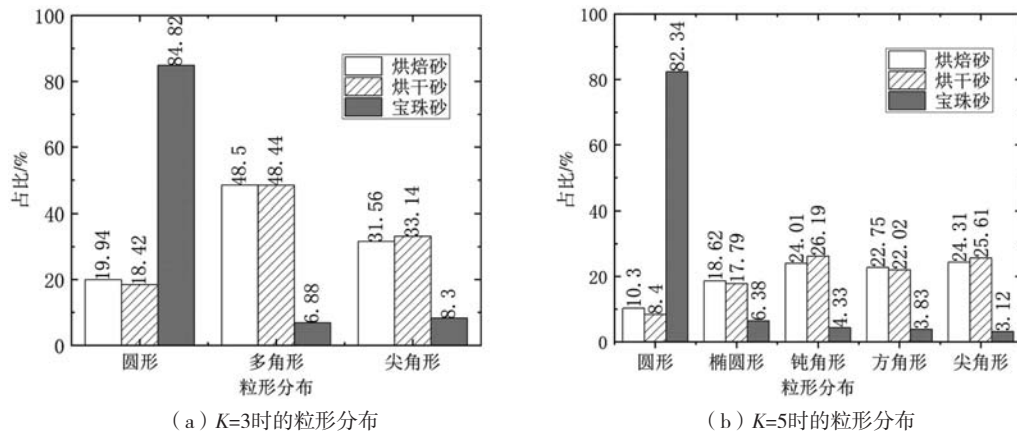 100
80
60
40
20
0
占比/%
烘焙砂
烘干砂
宝珠砂
19.94
18.42
84.82
48.5
48.44
6.88
31.56
33.14
8.3
圆形
多角形
尖角形
粒形分布
（a）K=3时的粒形分布
100
80
60
40
20
0
占比/%
烘焙砂
烘干砂
宝珠砂
10.3
8.4
82.34
18.62
17.79
6.38
24.01
26.19
4.33
22.75
22.02
3.83
24.31
25.61
3.12
圆形
椭圆形
钝角形
方角形
尖角形
粒形分布
（b）K=5时的粒形分布